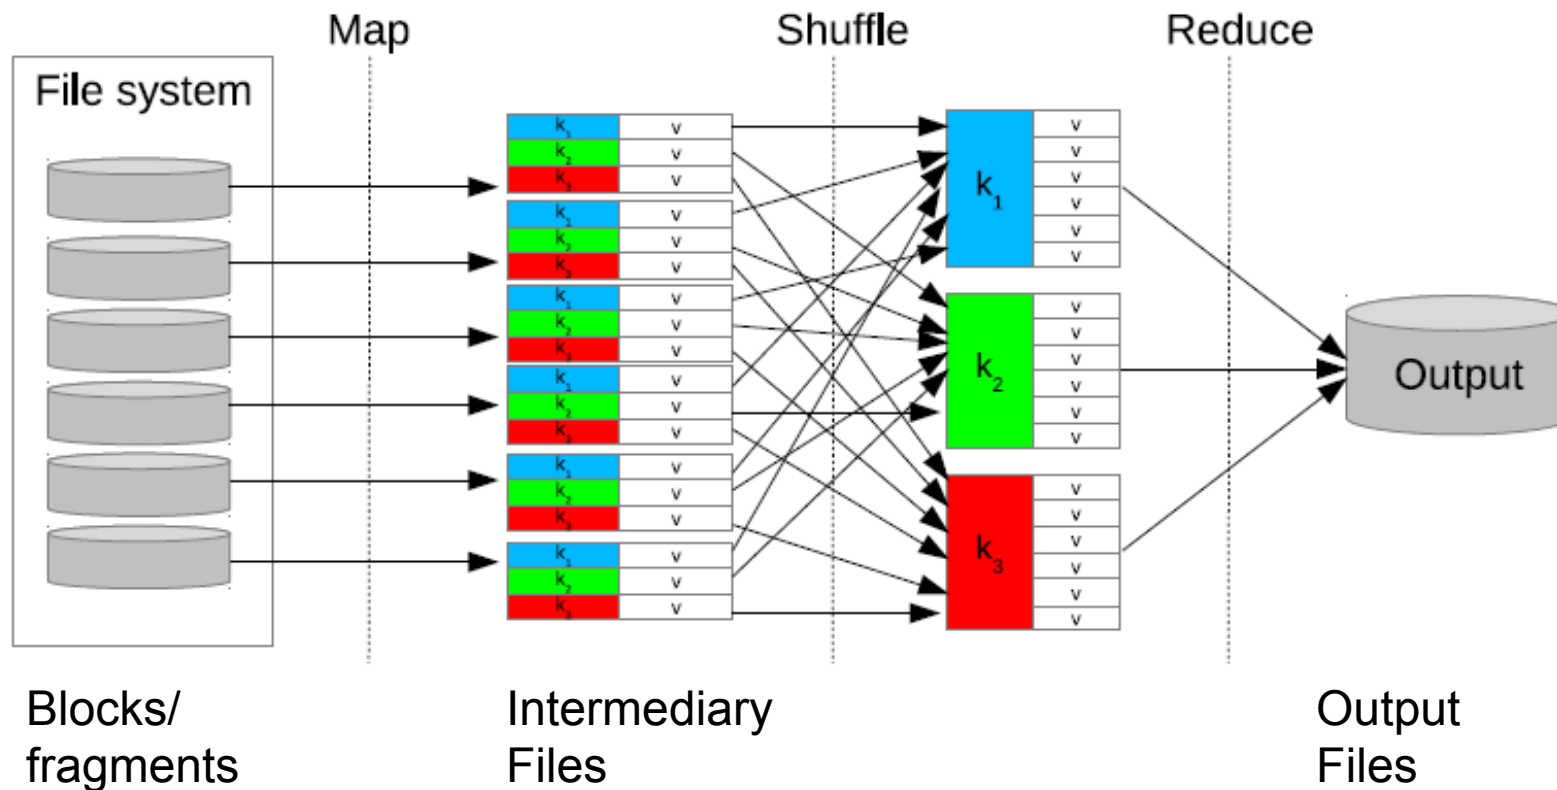 Map
Shuffle
Reduce
File system
k₁ v
k₂ v
k₃ v
k₁ v
k₂ v
k₃ v
k₁ v
k₂ v
k₃ v
k₁ v
k₂ v
k₃ v
k₁ v
k₂ v
k₃ v
k₁ v
k₂ v
k₃ v
k₁
v
v
v
v
v
v
k₂
v
v
v
v
v
v
k₃
v
v
v
v
v
v
Output
Blocks/
fragments
Intermediary
Files
Output
Files